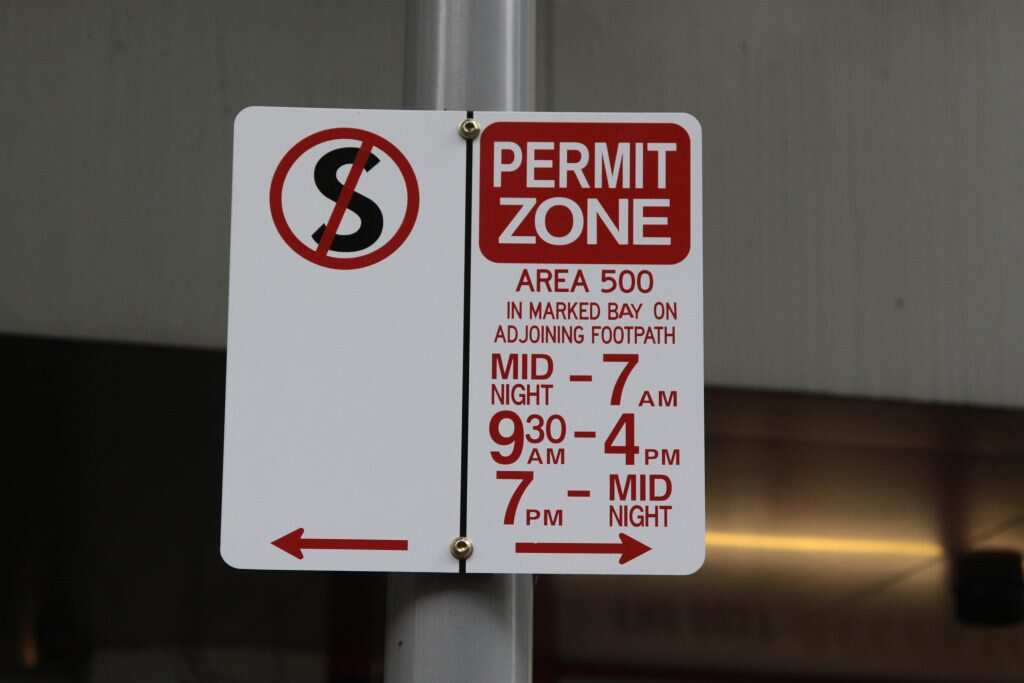 S
PERMIT
ZONE
AREA 500
IN MARKED BAY ON
ADJOINING FOOTPATH
MID NIGHT - 7 AM
9 30 AM - 4 PM
7 PM - MID NIGHT